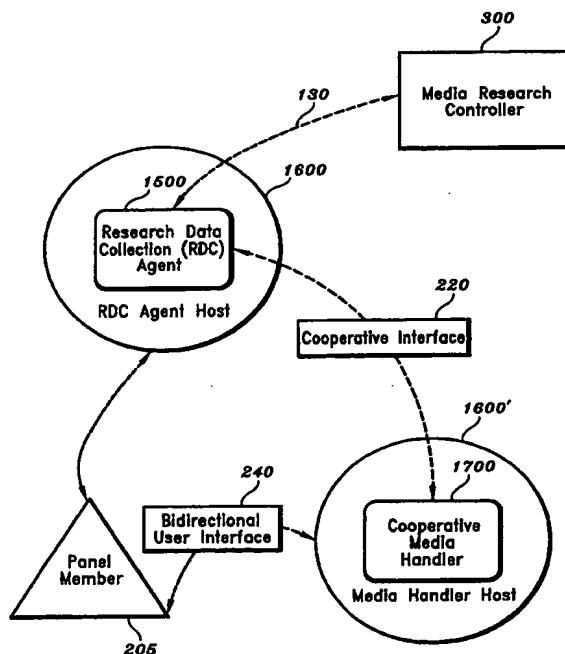 300
Media Research
Controller
130
1600
1500
Research Data
Collection (RDC)
Agent
RDC Agent Host
220
Cooperative Interface
1600'
1700
Cooperative
Media
Handler
Media Handler Host
240
Bidirectional
User Interface
Panel
Member
205